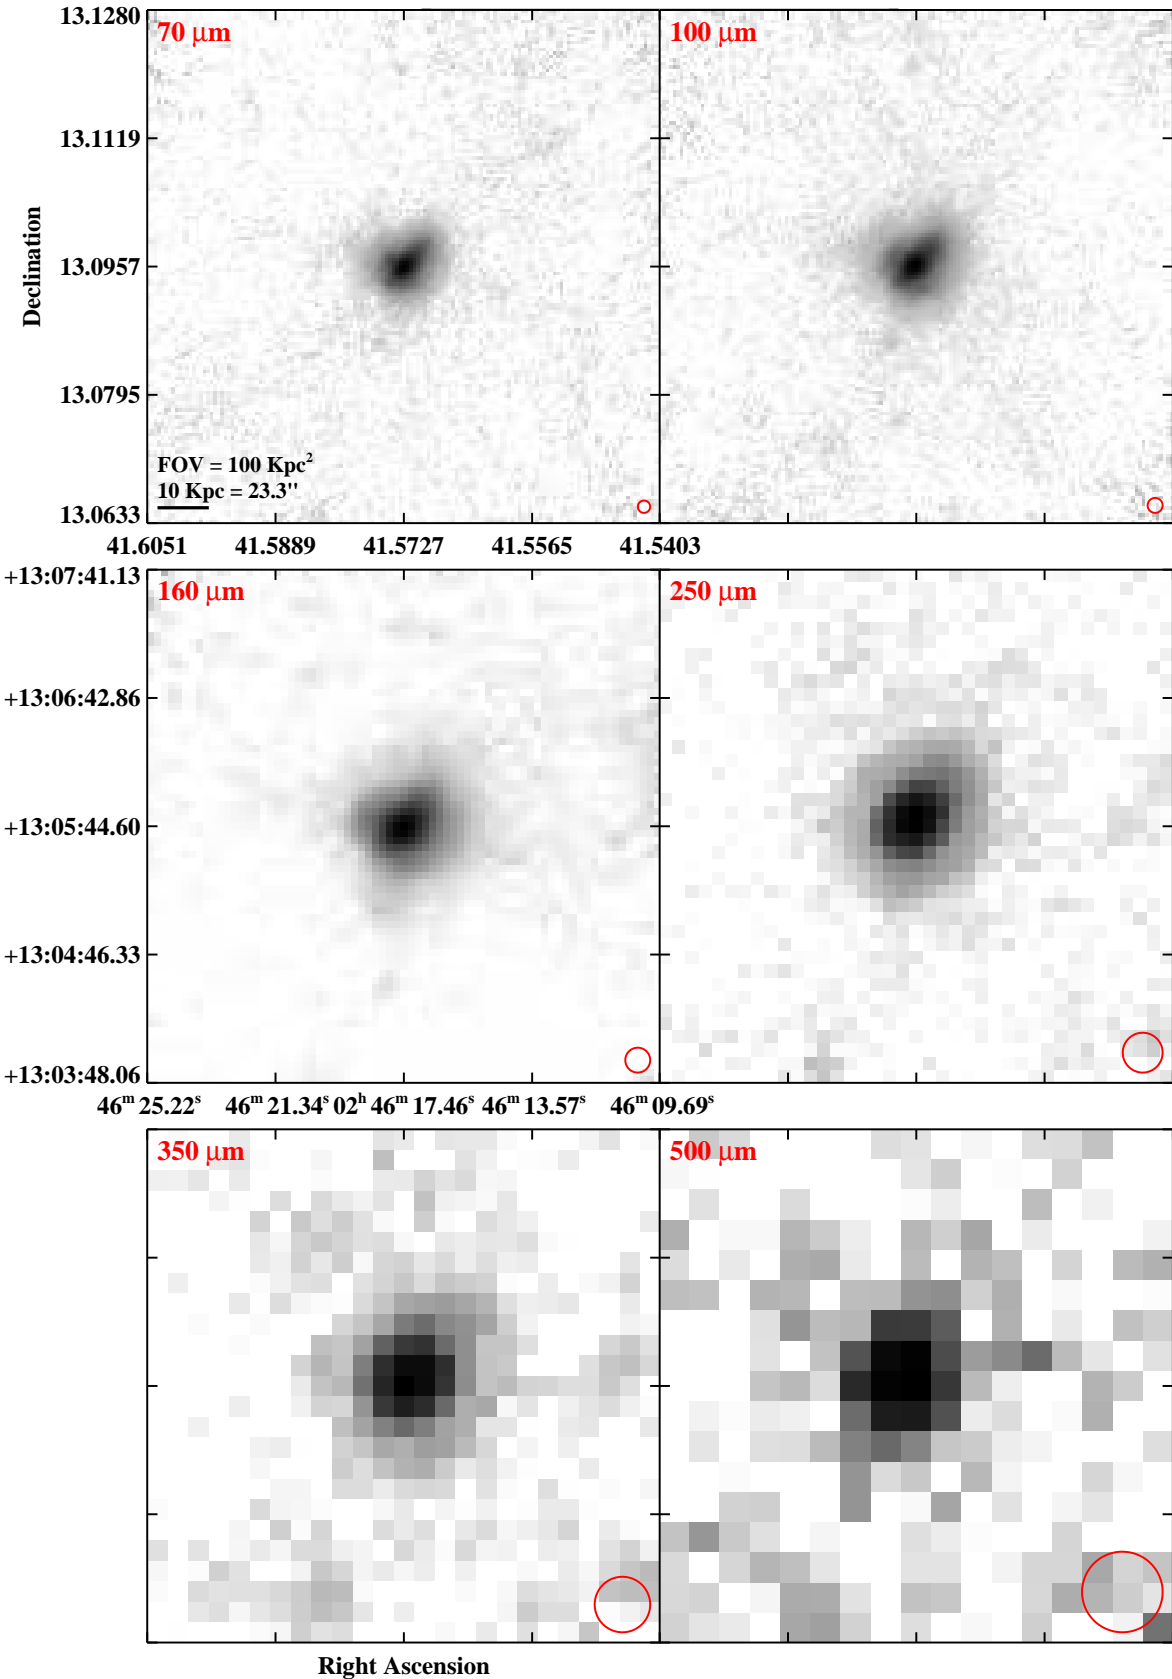 13.1280
70 μm
100 μm
13.1119
Declination
13.0957
13.0795
FOV = 100 Kpc²
10 Kpc = 23.3"
13.0633
41.6051 41.5889 41.5727 41.5565 41.5403
+13:07:41.13
160 μm
250 μm
+13:06:42.86
+13:05:44.60
+13:04:46.33
+13:03:48.06
46ᵐ 25.22ˢ 46ᵐ 21.34ˢ 02ʰ 46ᵐ 17.46ˢ 46ᵐ 13.57ˢ 46ᵐ 09.69ˢ
350 μm
500 μm
Right Ascension